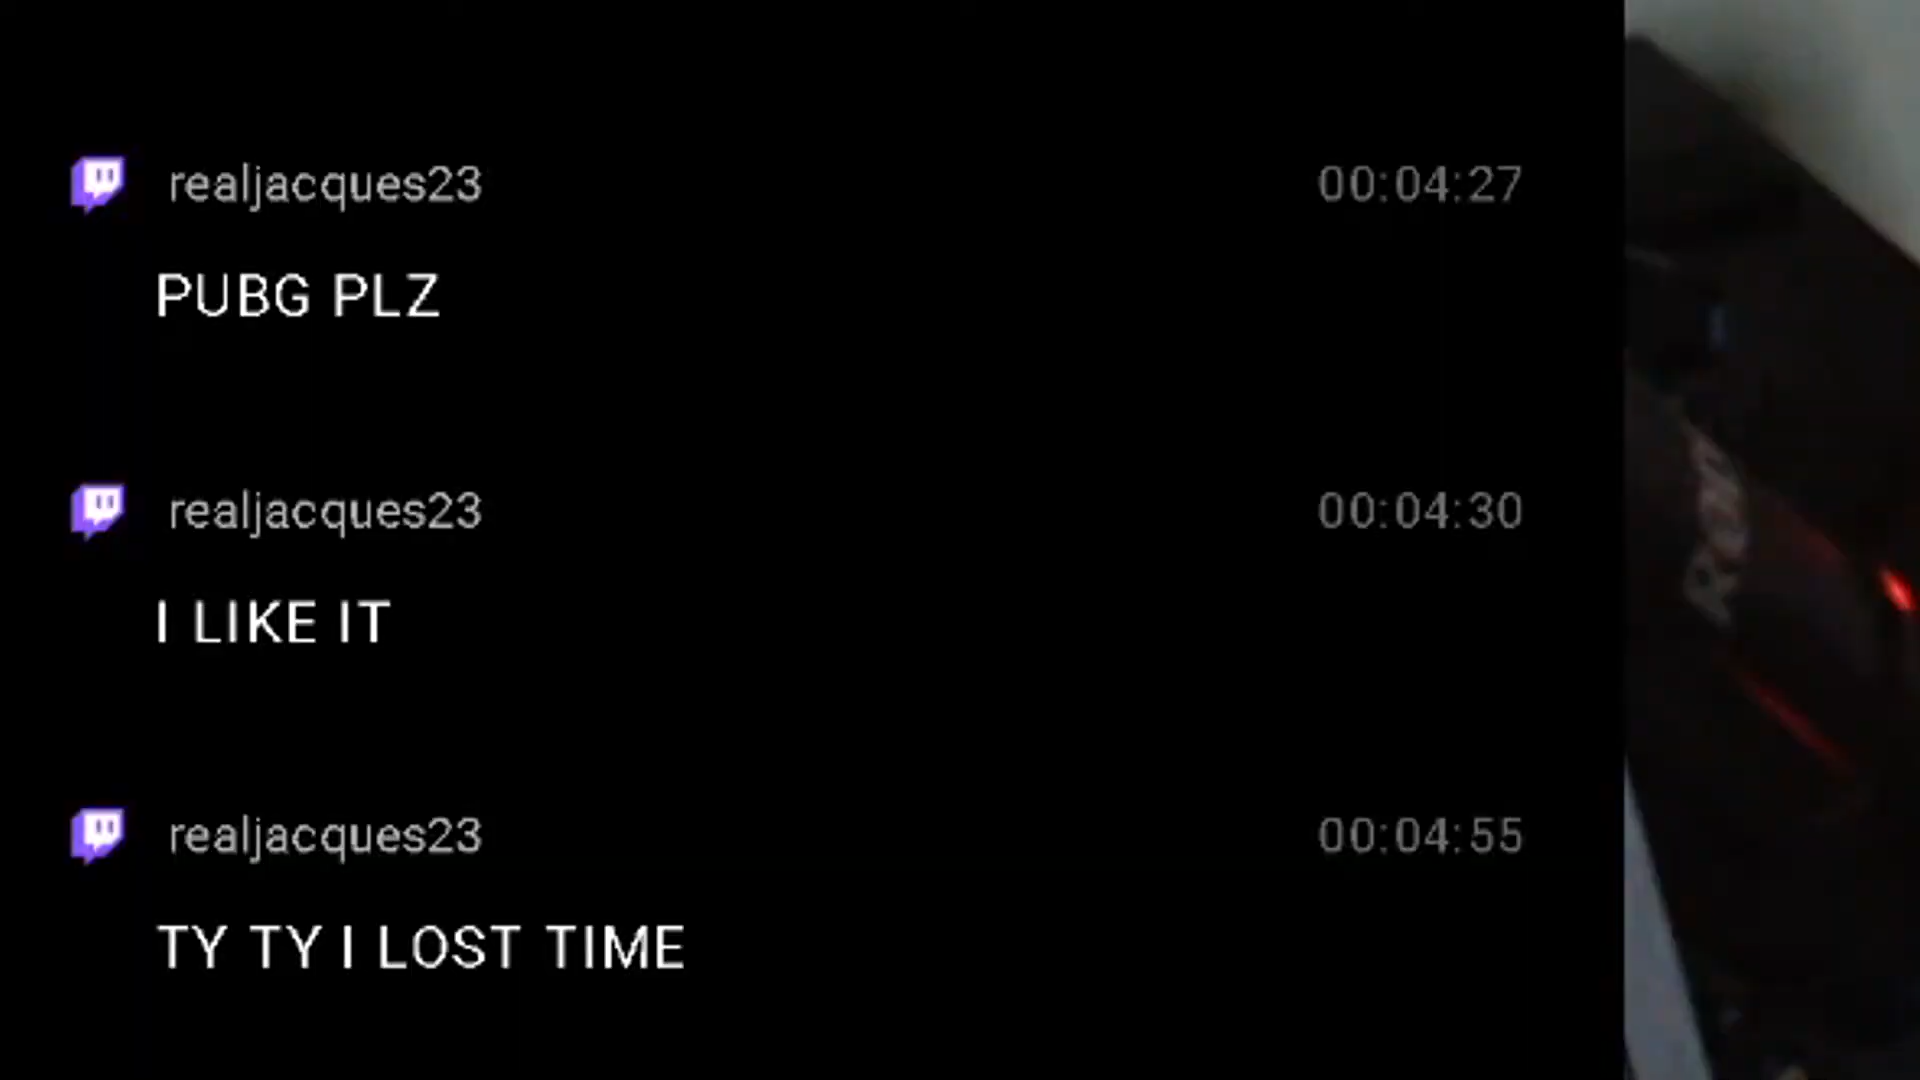 realjacques23 00:04:27
PUBG PLZ
realjacques23 00:04:30
I LIKE IT
realjacques23 00:04:55
TY TY I LOST TIME